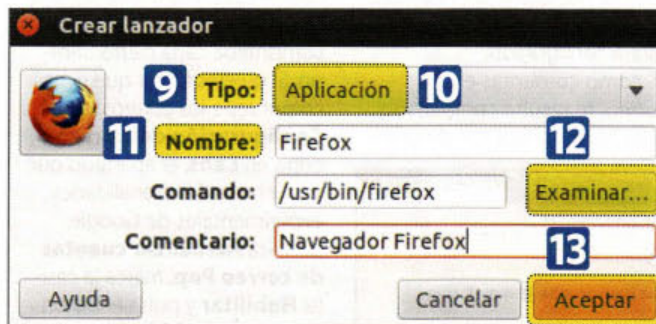 Crear lanzador
9 Tipo: Aplicación 10
11 Nombre: Firefox 12
Comando: /usr/bin/firefox Examinar...
Comentario: Navegador Firefox 13
Ayuda Cancelar Aceptar